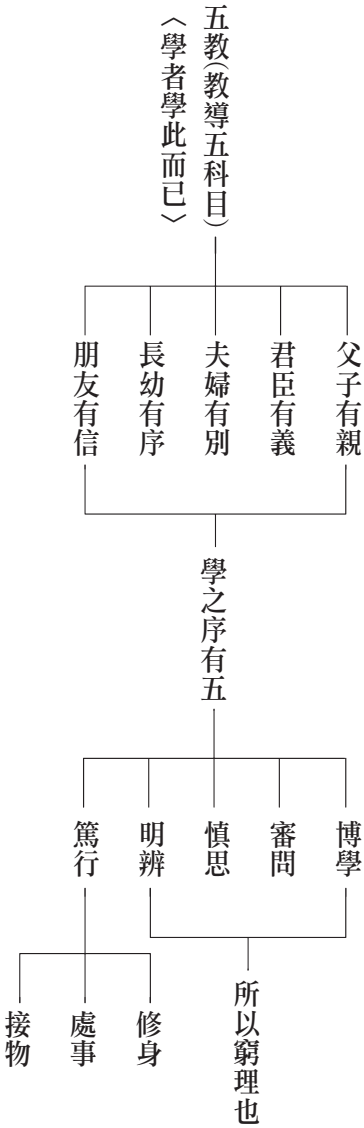 五教(教導五科目)
〈學者學此而已〉
父子有親
君臣有義
夫婦有別
長幼有序
朋友有信
學之序有五
博學
審問
慎思
明辨
篤行
所以窮理也
修身
處事
接物